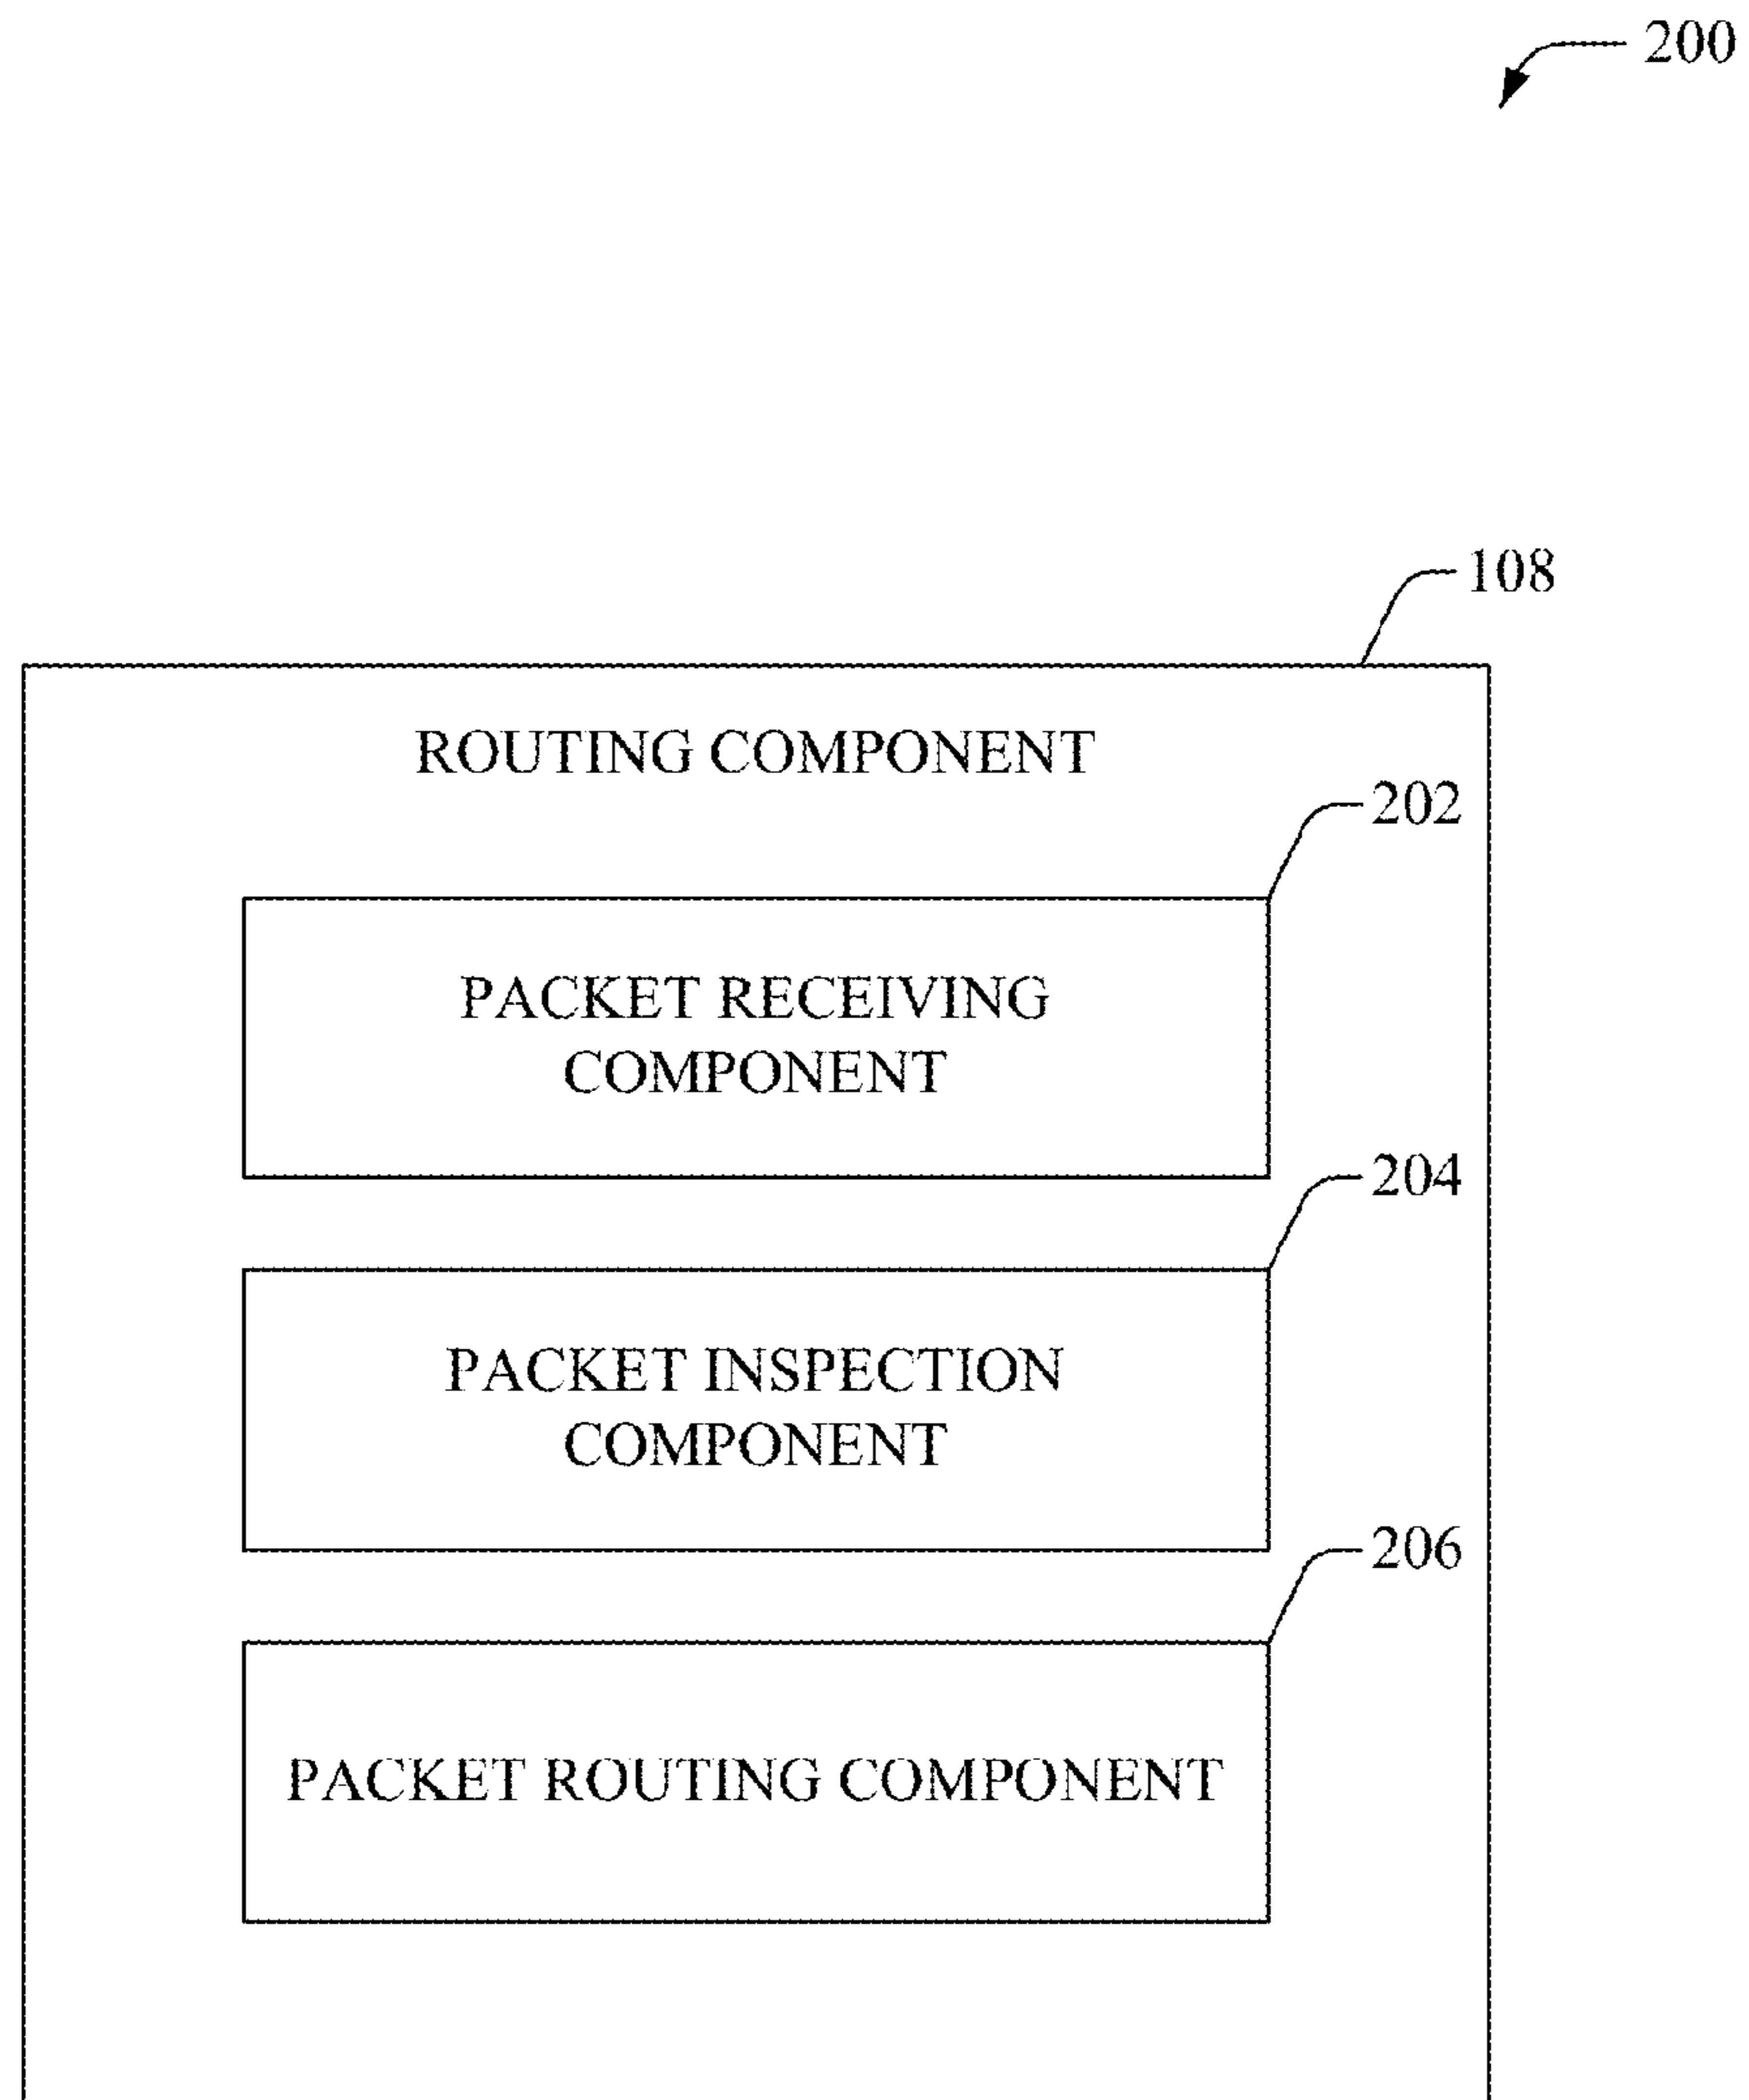 200
108
ROUTING COMPONENT
202
PACKET RECEIVING
COMPONENT
204
PACKET INSPECTION
COMPONENT
206
PACKET ROUTING COMPONENT